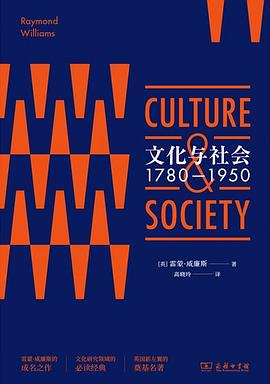 Raymond
Williams
CULTURE
文化与社会
&
1780—1950
SOCIETY
[英] 雷蒙·威廉斯——著
高晓玲——译
雷蒙·威廉斯的
成名之作
文化研究领域的
必读经典
英国新左翼的
奠基名著
商务印书馆